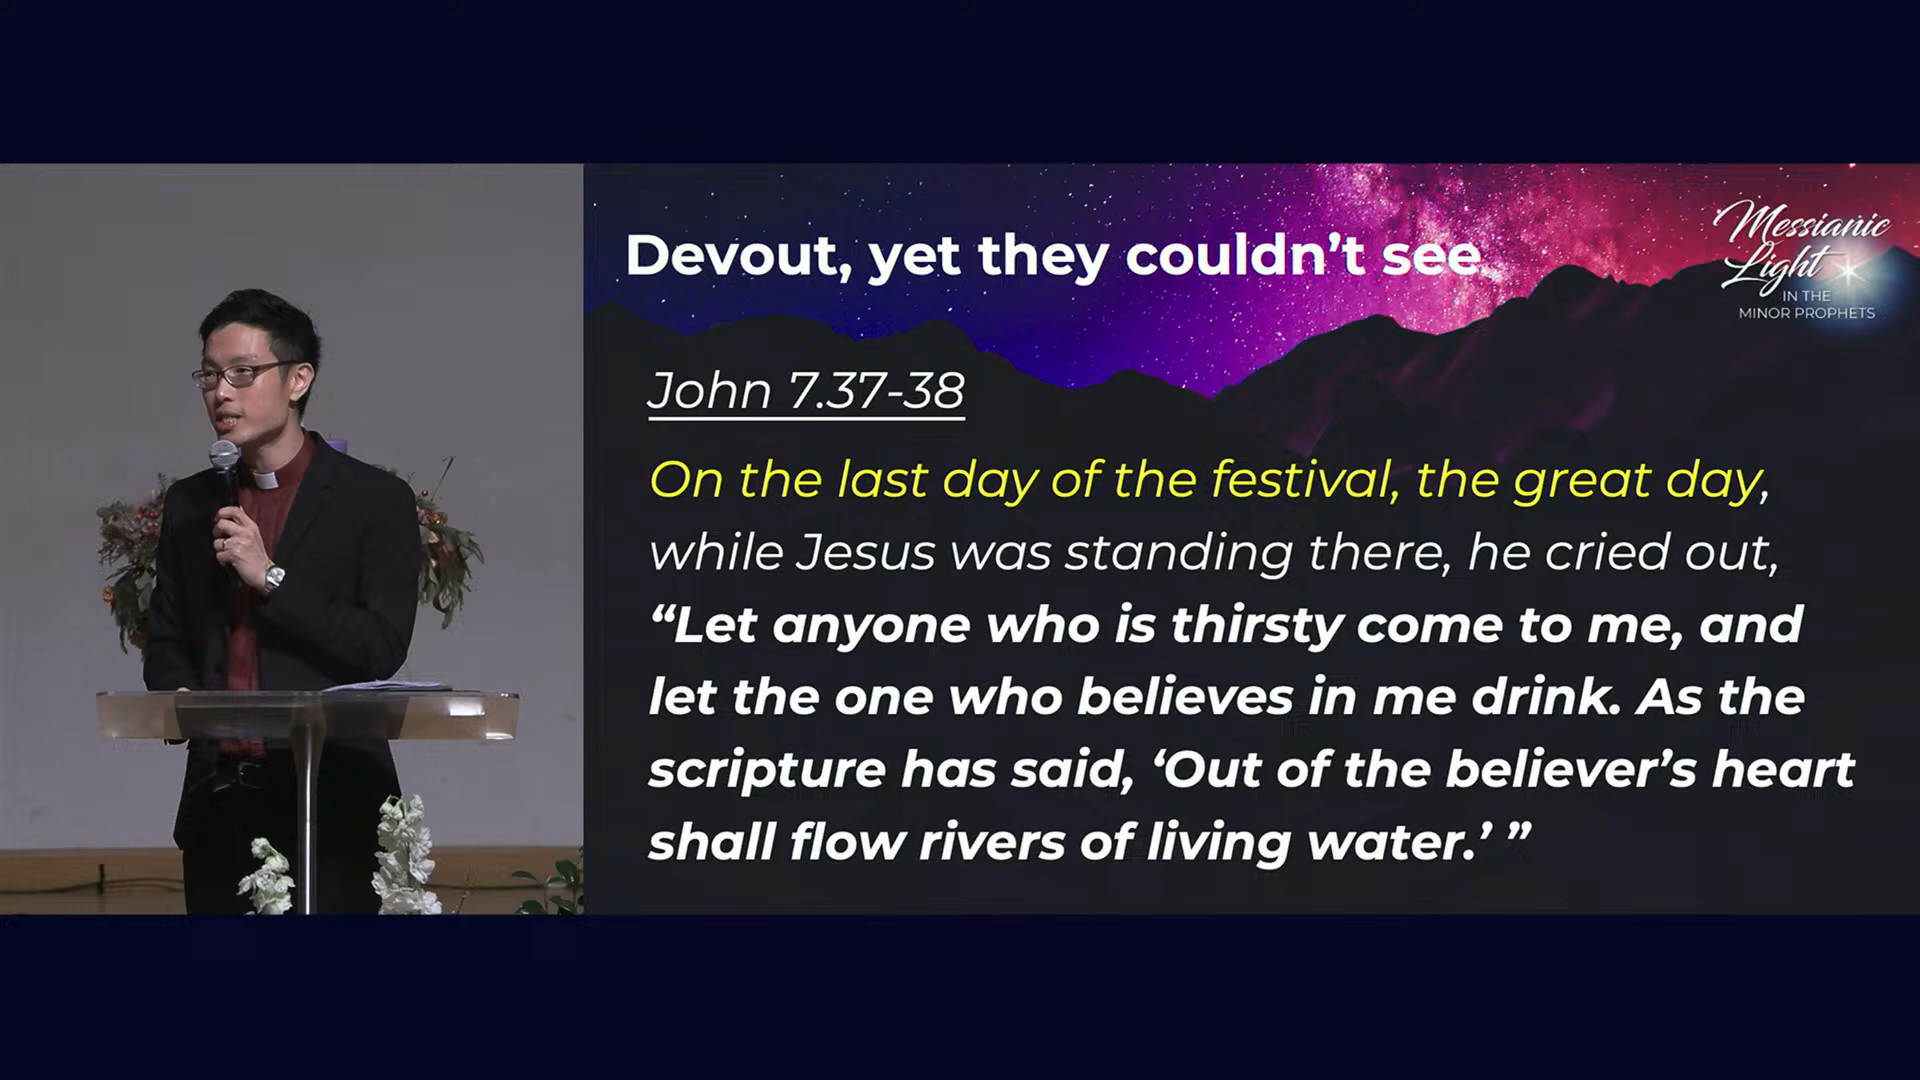 Devout, yet they couldn’t see
Messianic
Light
IN THE
MINOR PROPHETS
John 7.37-38
On the last day of the festival, the great day,
while Jesus was standing there, he cried out,
“Let anyone who is thirsty come to me, and
let the one who believes in me drink. As the
scripture has said, ‘Out of the believer’s heart
shall flow rivers of living water.’ ”